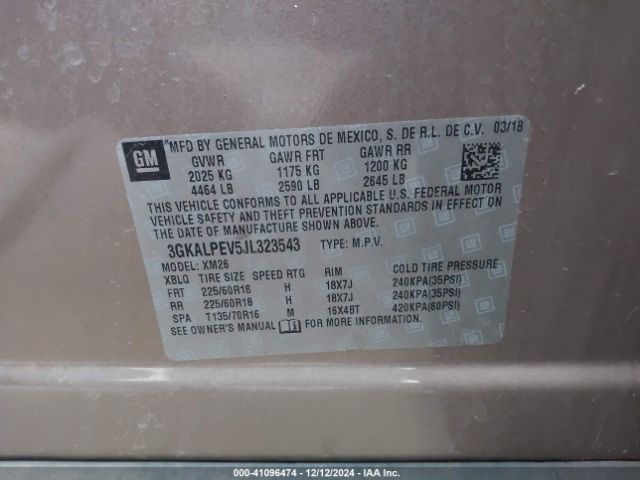 GM
MFD BY GENERAL MOTORS DE MEXICO, S. DE R.L. DE C.V. 03/18
GVWR GAWR FRT GAWR RR
2025 KG 1175 KG 1200 KG
4464 LB 2590 LB 2645 LB
THIS VEHICLE CONFORMS TO ALL APPLICABLE U.S. FEDERAL MOTOR
VEHICLE SAFETY AND THEFT PREVENTION STANDARDS IN EFFECT ON
THE DATE OF MANUFACTURE SHOWN ABOVE.
3GKALPEV5JL323543 TYPE: M.P.V.
MODEL: XM26
XBLQ TIRE SIZE SPEED RTG RIM COLD TIRE PRESSURE
FRT 225/60R18 H 18X7J 240KPA(35PSI)
RR 225/60R18 H 18X7J 240KPA(35PSI)
SPA T135/70R16 M 16X4BT 420KPA(60PSI)
SEE OWNER'S MANUAL FOR MORE INFORMATION.
000-41096474 - 12/12/2024 - IAA Inc.